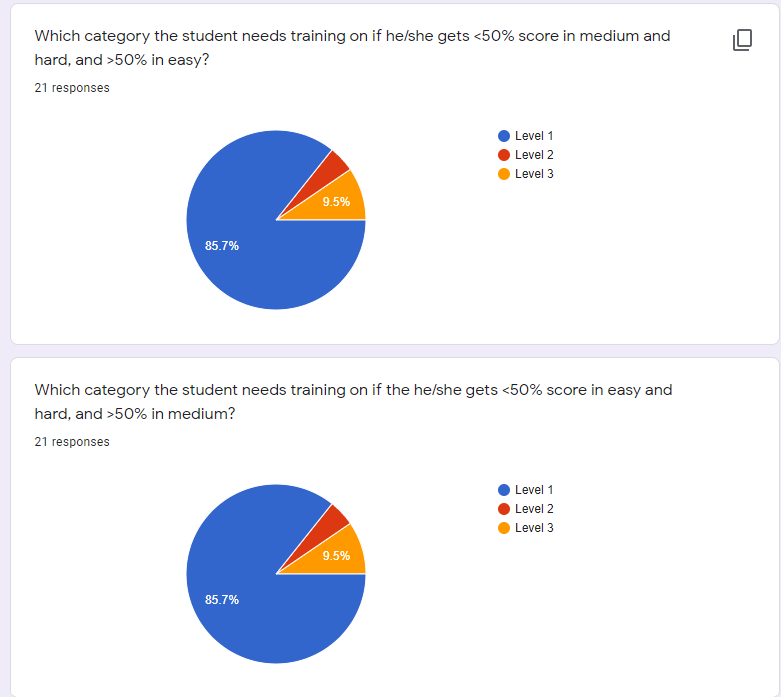 Which category the student needs training on if he/she gets <50% score in medium and
hard, and >50% in easy?
21 responses
Level 1
Level 2
Level 3
9.5%
85.7%
Which category the student needs training on if the he/she gets <50% score in easy and
hard, and >50% in medium?
21 responses
Level 1
Level 2
Level 3
9.5%
85.7%